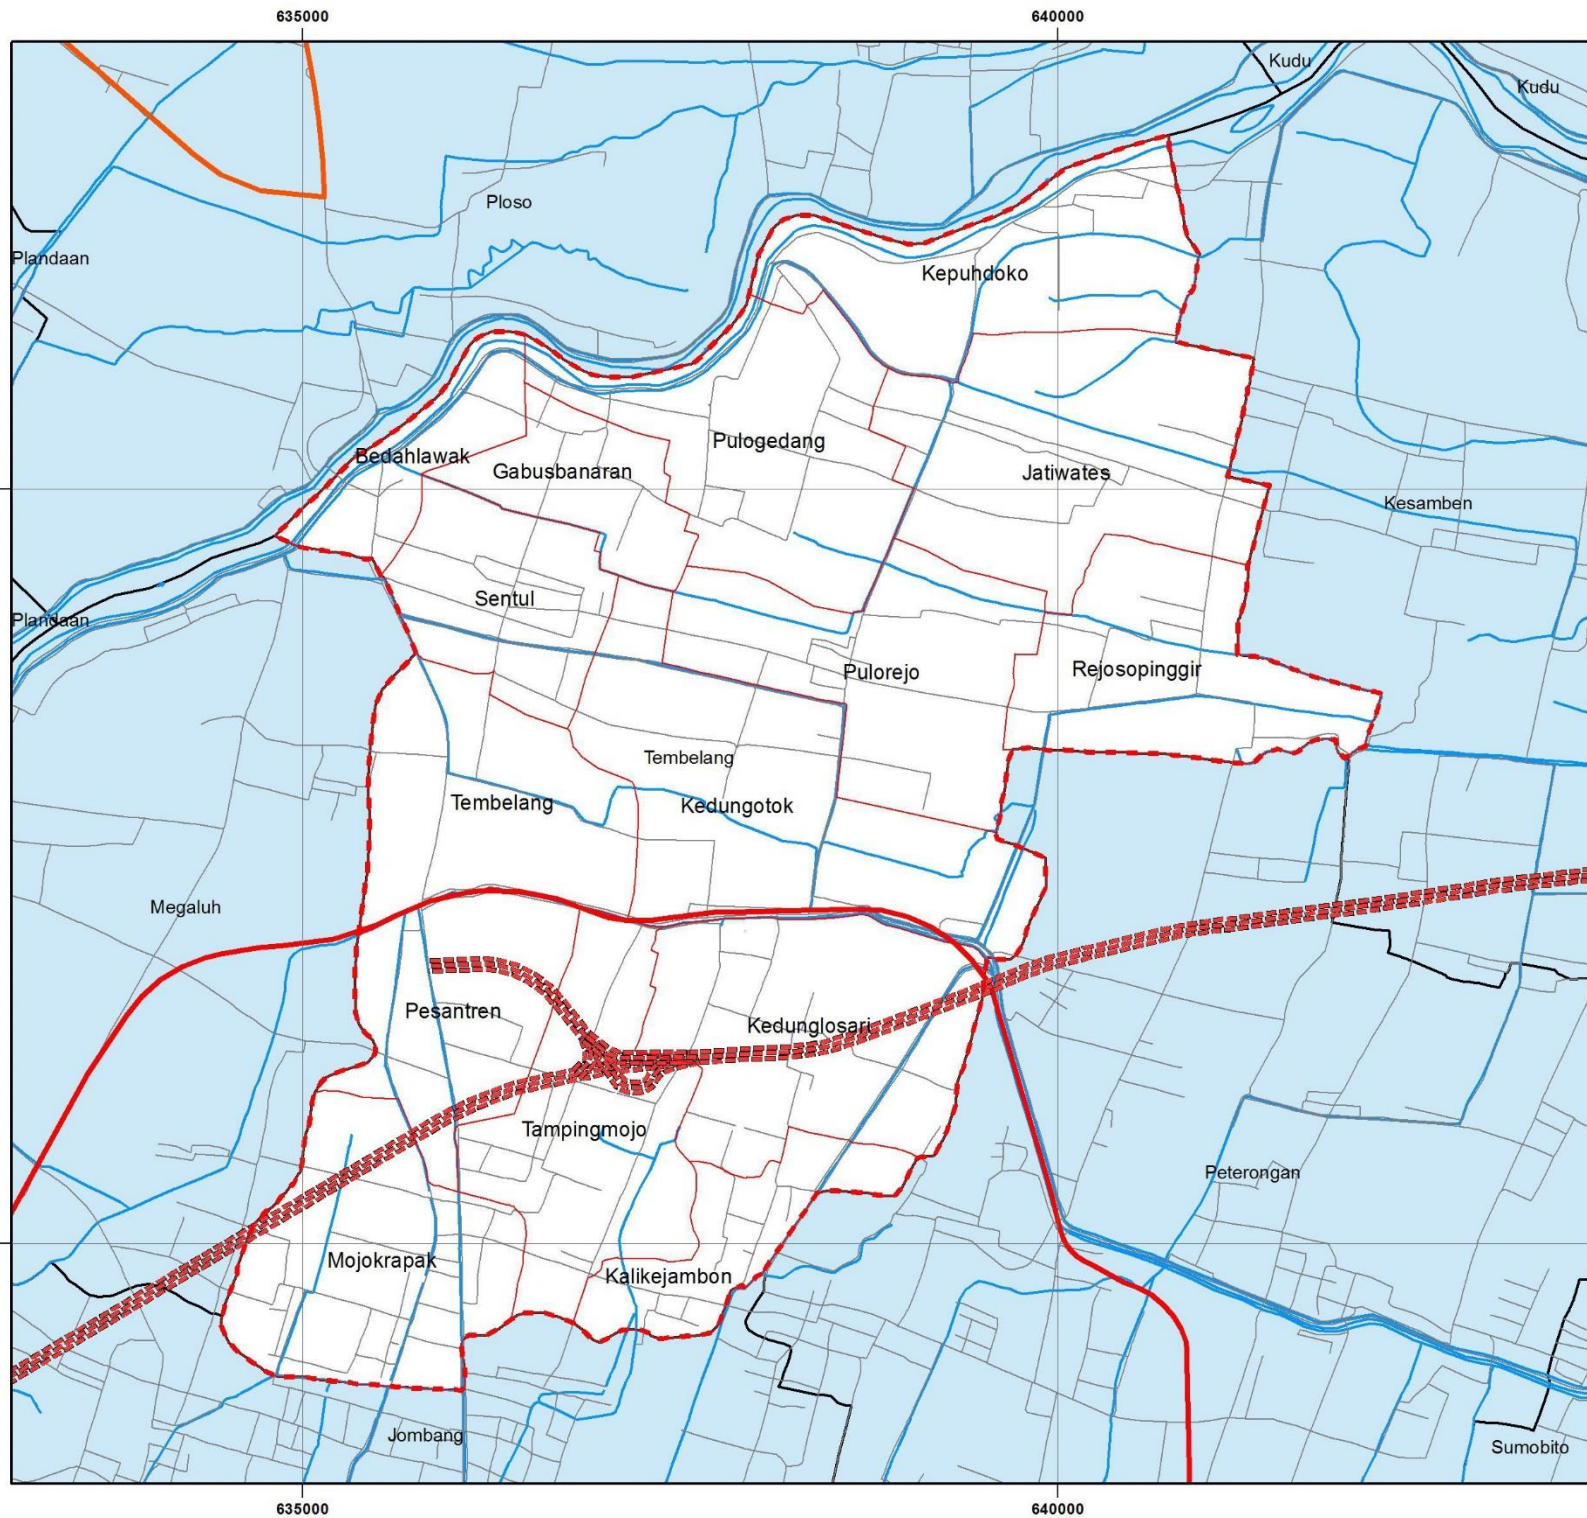 635000
640000
Kudu
Kudu
Ploso
Plandaan
Kepuhdoko
Pulogedang
Bedahlawak
Gabusbanaran
Jatiwates
Kesamben
Sentul
Plandaan
Pulorejo
Rejosopinggir
Tembelang
Tembelang
Kedungotok
Megaluh
Pesantren
Kedunglosari
Tampingmojo
Peterongan
Mojokrapak
Kalikejambon
Jombang
Sumobito
635000
640000